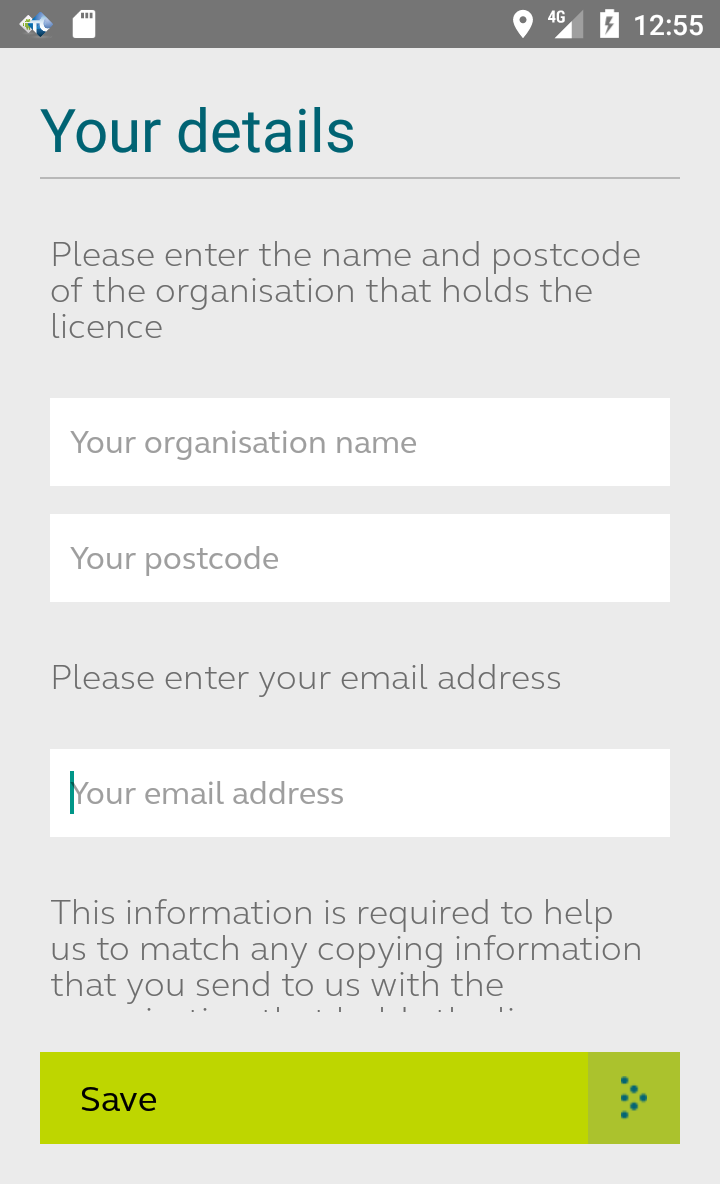 4G 12:55
Your details
Please enter the name and postcode
of the organisation that holds the
licence
Your organisation name
Your postcode
Please enter your email address
Your email address
This information is required to help
us to match any copying information
that you send to us with the
Save